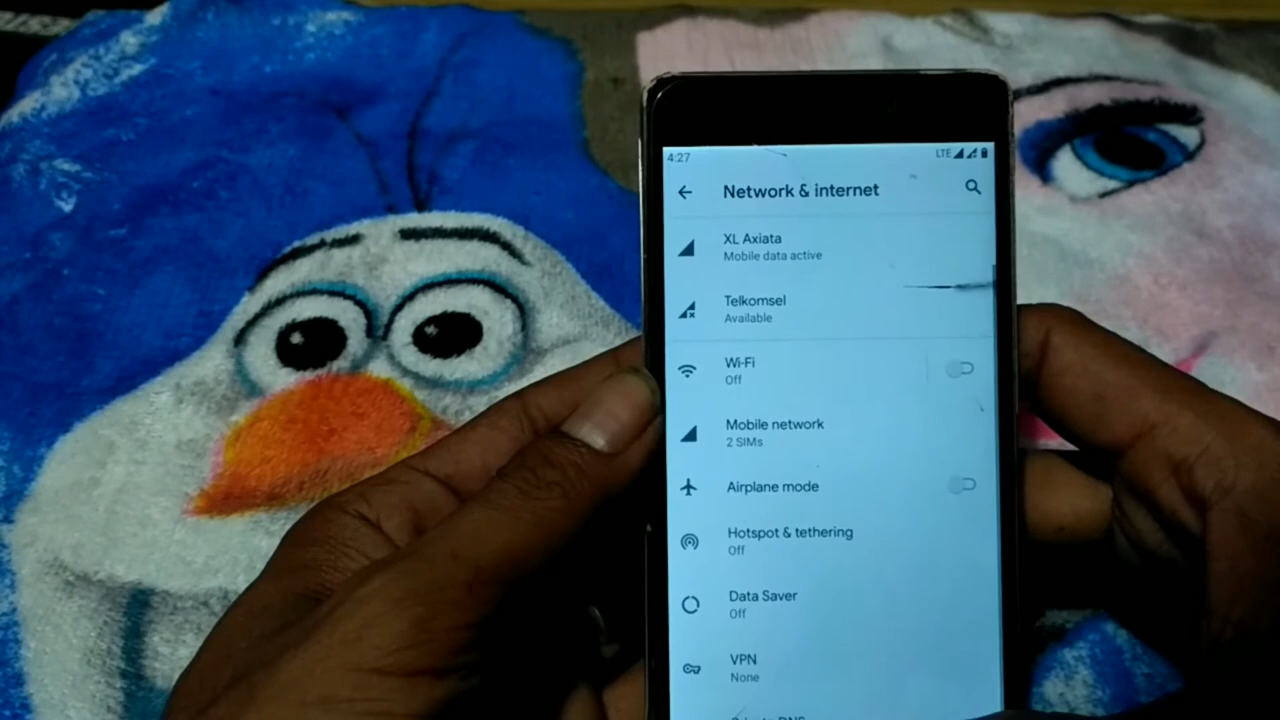 4:27
LTE
Network & internet
XL Axiata
Mobile data active
Telkomsel
Available
Wi-Fi
Off
Mobile network
2 SIMs
Airplane mode
Hotspot & tethering
Off
Data Saver
Off
VPN
None